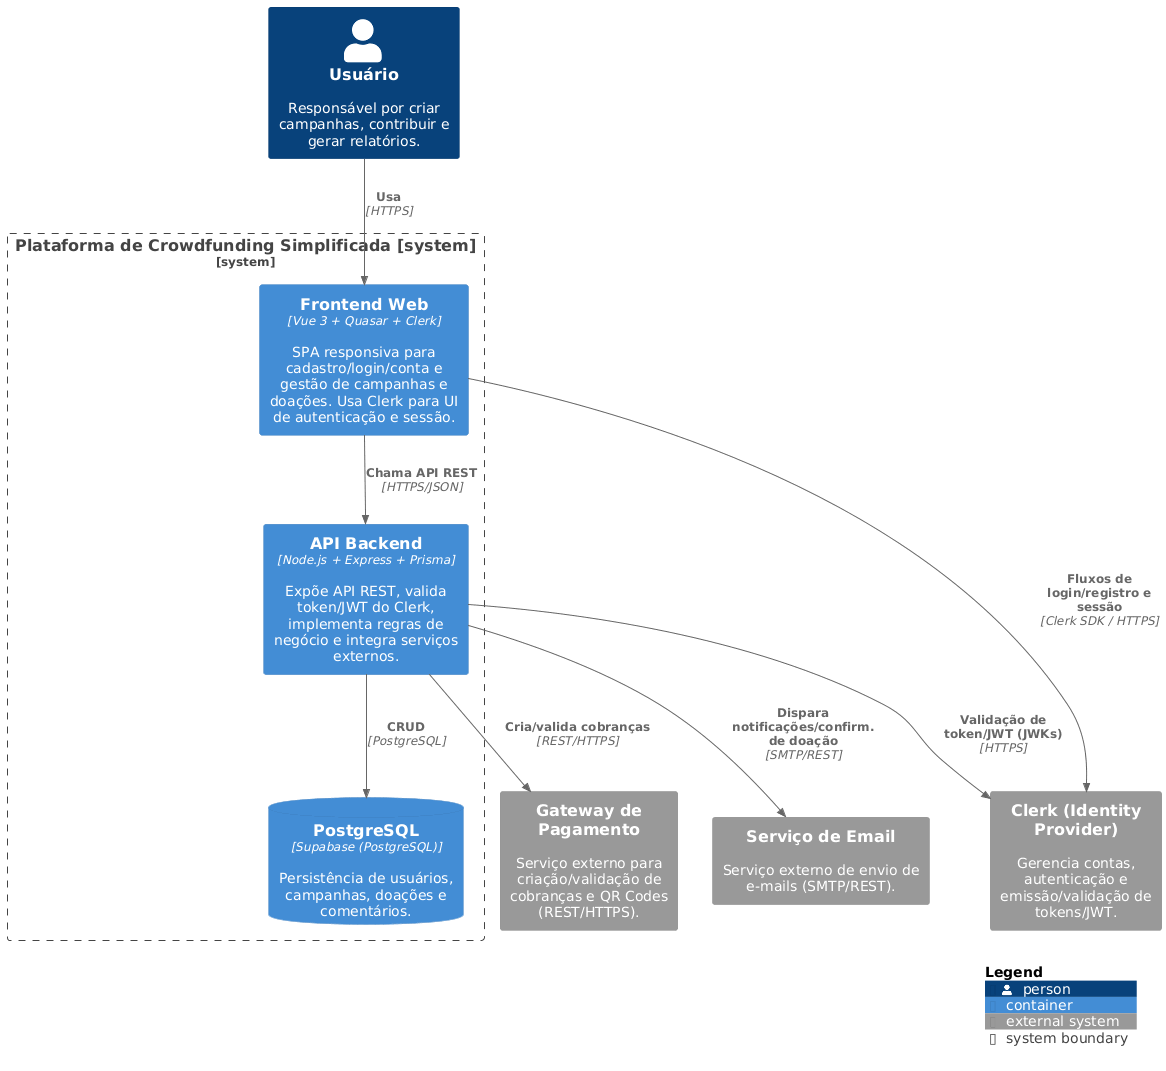 Usuário
Responsável por criar
campanhas, contribuir e
gerar relatórios.
Usa
[HTTPS]
Plataforma de Crowdfunding Simplificada [system]
[system]
Frontend Web
[Vue 3 + Quasar + Clerk]
SPA responsiva para
cadastro/login/conta e
gestão de campanhas e
doações. Usa Clerk para UI
de autenticação e sessão.
Chama API REST
[HTTPS/JSON]
API Backend
[Node.js + Express + Prisma]
Expõe API REST, valida
token/JWT do Clerk,
implementa regras de
negócio e integra serviços
externos.
Fluxos de
login/registro e
sessão
[Clerk SDK / HTTPS]
CRUD
[PostgreSQL]
Cria/valida cobranças
[REST/HTTPS]
Dispara
notificações/confirm.
de doação
[SMTP/REST]
Validação de
token/JWT (JWKs)
[HTTPS]
PostgreSQL
[Supabase (PostgreSQL)]
Persistência de usuários,
campanhas, doações e
comentários.
Gateway de
Pagamento
Serviço externo para
criação/validação de
cobranças e QR Codes
(REST/HTTPS).
Serviço de Email
Serviço externo de envio de
e-mails (SMTP/REST).
Clerk (Identity
Provider)
Gerencia contas,
autenticação e
emissão/validação de
tokens/JWT.
Legend
person
container
external system
system boundary